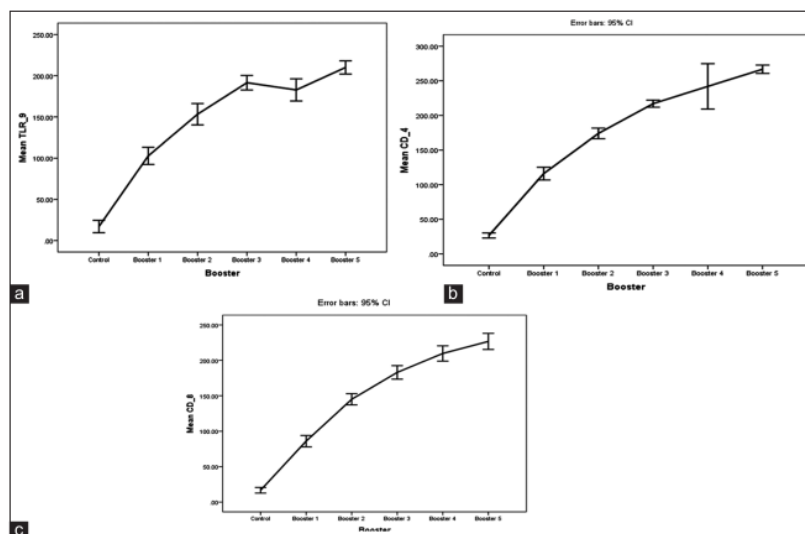 250.00
200.00
150.00
100.00
50.00
.00
Mean TLR_9
Control Booster 1 Booster 2 Booster 3 Booster 4 Booster 5
Booster
a
Error bars: 95% CI
300.00
250.00
200.00
150.00
100.00
50.00
.00
Mean CD_4
Control Booster 1 Booster 2 Booster 3 Booster 4 Booster 5
Booster
b
Error bars: 95% CI
250.00
200.00
150.00
100.00
50.00
.00
Mean CD_8
Control Booster 1 Booster 2 Booster 3 Booster 4 Booster 5
Booster
c